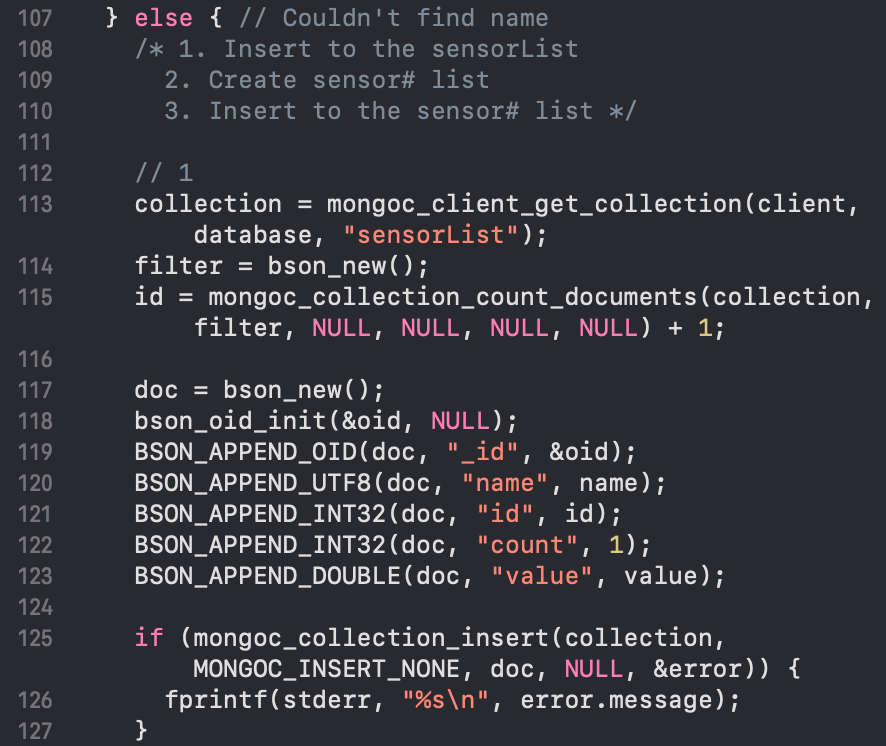 107 } else { // Couldn't find name
108 /* 1. Insert to the sensorList
109 2. Create sensor# list
110 3. Insert to the sensor# list */
111
112 // 1
113 collection = mongoc_client_get_collection(client,
database, "sensorList");
114 filter = bson_new();
115 id = mongoc_collection_count_documents(collection,
filter, NULL, NULL, NULL, NULL) + 1;
116
117 doc = bson_new();
118 bson_oid_init(&oid, NULL);
119 BSON_APPEND_OID(doc, "_id", &oid);
120 BSON_APPEND_UTF8(doc, "name", name);
121 BSON_APPEND_INT32(doc, "id", id);
122 BSON_APPEND_INT32(doc, "count", 1);
123 BSON_APPEND_DOUBLE(doc, "value", value);
124
125 if (mongoc_collection_insert(collection,
MONGOC_INSERT_NONE, doc, NULL, &error)) {
126 fprintf(stderr, "%s\n", error.message);
127 }